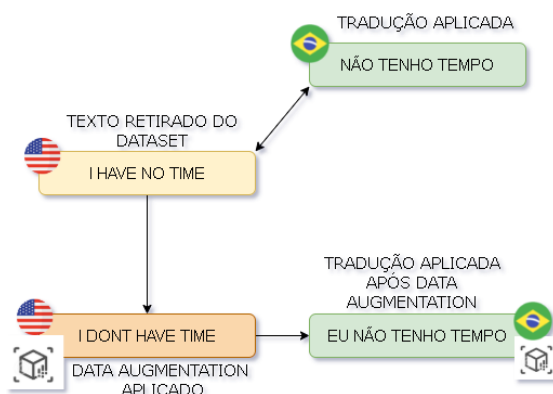 TRADUÇÃO APLICADA
NÃO TENHO TEMPO
TEXTO RETIRADO DO
DATASET
I HAVE NO TIME
TRADUÇÃO APLICADA
APÓS DATA
AUGMENTATION
I DONT HAVE TIME
EU NÃO TENHO TEMPO
DATA AUGMENTATION
APLICADO